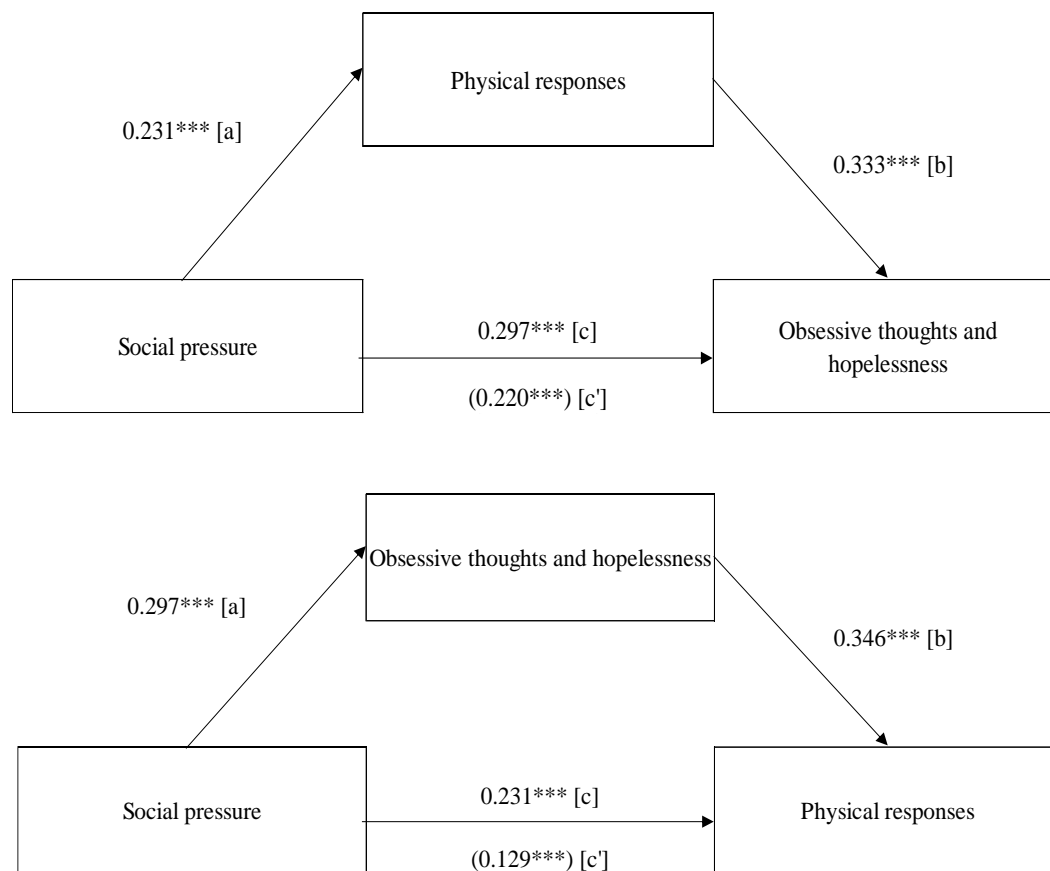 Physical responses
0.231*** [a]
0.333*** [b]
Social pressure
0.297*** [c]
(0.220***) [c']
Obsessive thoughts and
hopelessness
Obsessive thoughts and hopelessness
0.297*** [a]
0.346*** [b]
Social pressure
0.231*** [c]
(0.129***) [c']
Physical responses